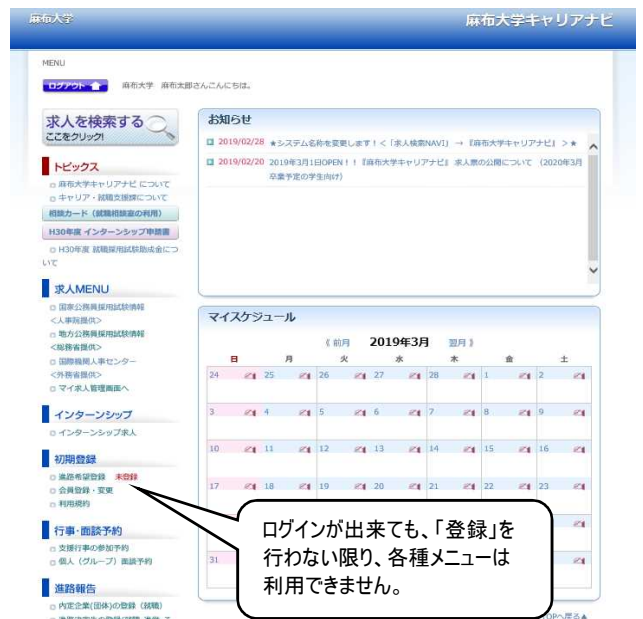 麻布大学
麻布大学キャリアナビ
MENU
ログアウト
麻布大学 麻布太郎さんこんにちは。
求人を検索する
ここをクリック!
トピックス
麻布大学キャリアナビ について
キャリア・就職支援課について
相談カード（就職相談室の利用）
H30年度 インターンシップ申請書
H30年度 就職採用試験助成金につ
いて
求人MENU
国家公務員採用試験情報
<人事院提供>
地方公務員採用試験情報
<総務省提供>
国際機関人事センター
<外務省提供>
マイ求人管理画面へ
インターンシップ
インターンシップ求人
初期登録
進路希望登録 未登録
会員登録・変更
利用規約
行事・面談予約
支援行事の参加予約
個人（グループ）面談予約
進路報告
内定企業(団体)の登録（就職）
お知らせ
2019/02/28 ★システム名称を変更します！＜「求人検索NAVI」 → 『麻布大学キャリアナビ』＞★
2019/02/20 2019年3月1日OPEN！！『麻布大学キャリアナビ』求人票の公開について （2020年3月
卒業予定の学生向け）
マイスケジュール
《 前月 2019年3月 翌月 》
日 月 火 水 木 金 土
24 25 26 27 28 1 2
3 4 5 6 7 8 9
10 11 12 13 14 15 16
17 18 19 20 21 22 23
31
ログインが出来ても、「登録」を
行わない限り、各種メニューは
利用できません。
TOPへ戻る▲